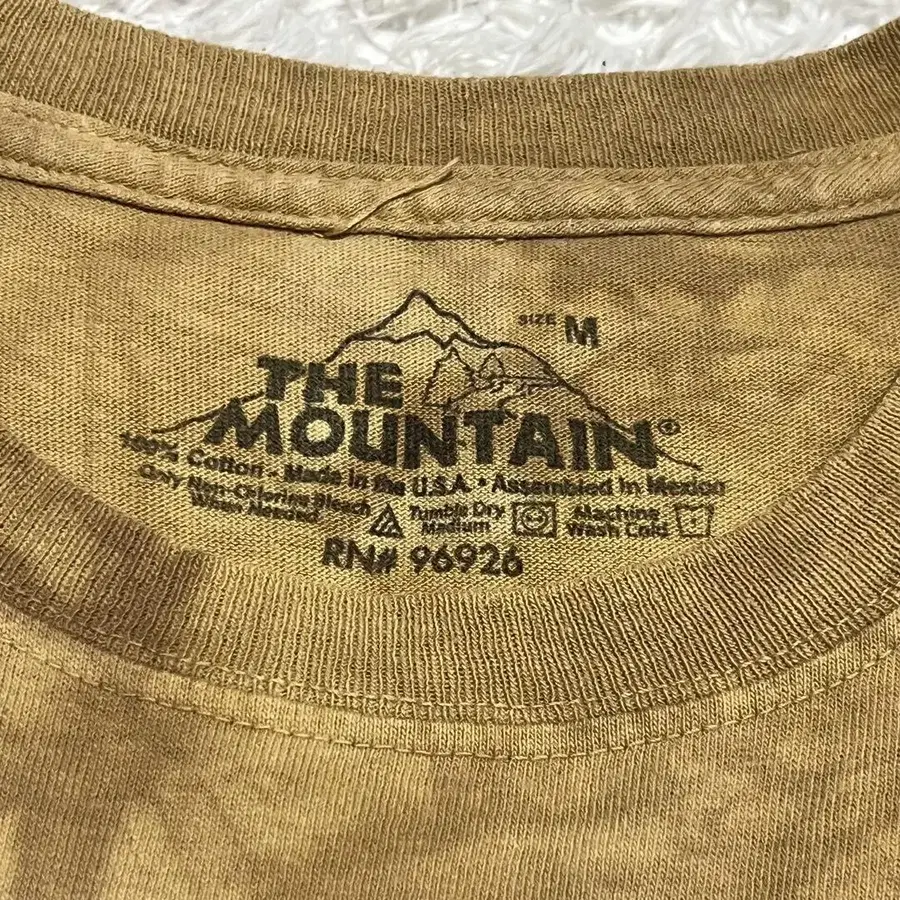 SIZE M
THE
MOUNTAIN®
100% Cotton - Made in the U.S.A. • Assembled in Mexico
Only Non-Chlorine Bleach Tumble Dry Machine
When Needed Medium Wash Cold
RN# 96926